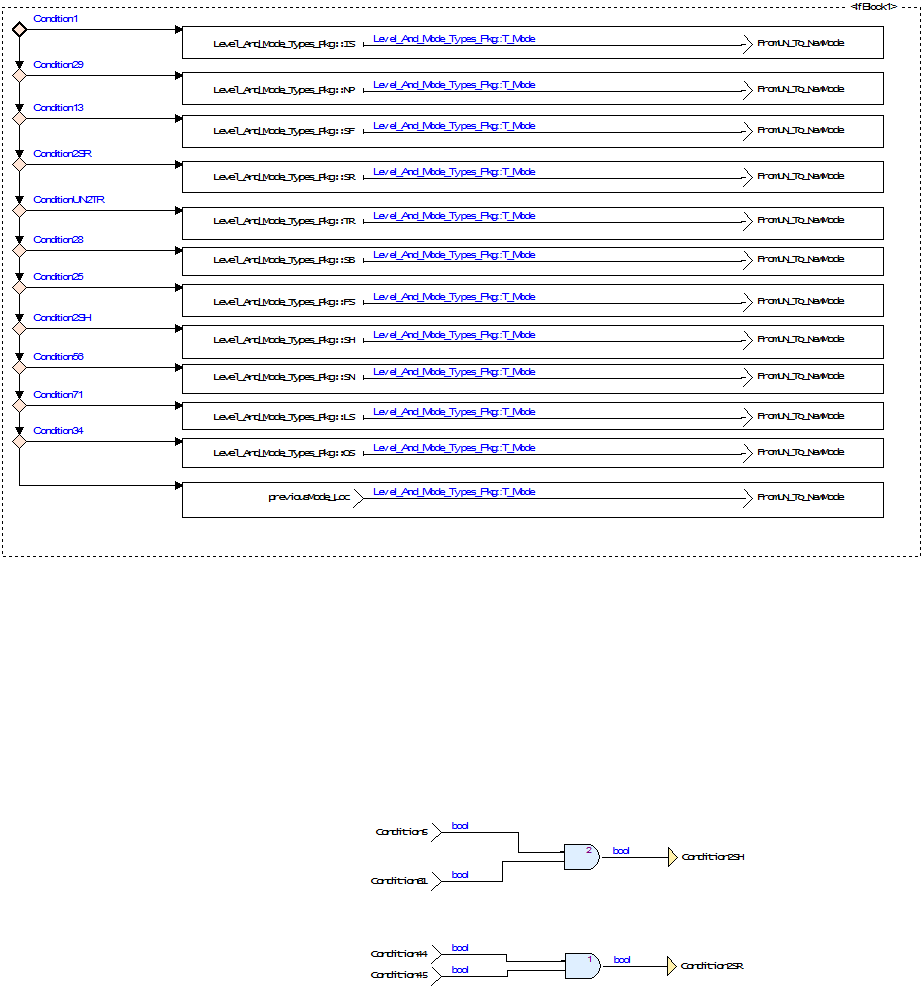 <IfBlock1>
Condition1
Level_And_Mode_Types_Pkg::IS Level_And_Mode_Types_Pkg::T_Mode FromUN_To_NewMode
Condition29
Level_And_Mode_Types_Pkg::NP Level_And_Mode_Types_Pkg::T_Mode FromUN_To_NewMode
Condition13
Level_And_Mode_Types_Pkg::SF Level_And_Mode_Types_Pkg::T_Mode FromUN_To_NewMode
Condition2SR
Level_And_Mode_Types_Pkg::SR Level_And_Mode_Types_Pkg::T_Mode FromUN_To_NewMode
ConditionUN2TR
Level_And_Mode_Types_Pkg::TR Level_And_Mode_Types_Pkg::T_Mode FromUN_To_NewMode
Condition28
Level_And_Mode_Types_Pkg::SB Level_And_Mode_Types_Pkg::T_Mode FromUN_To_NewMode
Condition25
Level_And_Mode_Types_Pkg::FS Level_And_Mode_Types_Pkg::T_Mode FromUN_To_NewMode
Condition2SH
Level_And_Mode_Types_Pkg::SH Level_And_Mode_Types_Pkg::T_Mode FromUN_To_NewMode
Condition56
Level_And_Mode_Types_Pkg::SN Level_And_Mode_Types_Pkg::T_Mode FromUN_To_NewMode
Condition71
Level_And_Mode_Types_Pkg::LS Level_And_Mode_Types_Pkg::T_Mode FromUN_To_NewMode
Condition34
Level_And_Mode_Types_Pkg::OS Level_And_Mode_Types_Pkg::T_Mode FromUN_To_NewMode
previousMode_Loc Level_And_Mode_Types_Pkg::T_Mode FromUN_To_NewMode
Condition5 bool
2 bool Condition2SH
Condition61 bool
Condition44 bool
1 bool Condition2SR
Condition45 bool